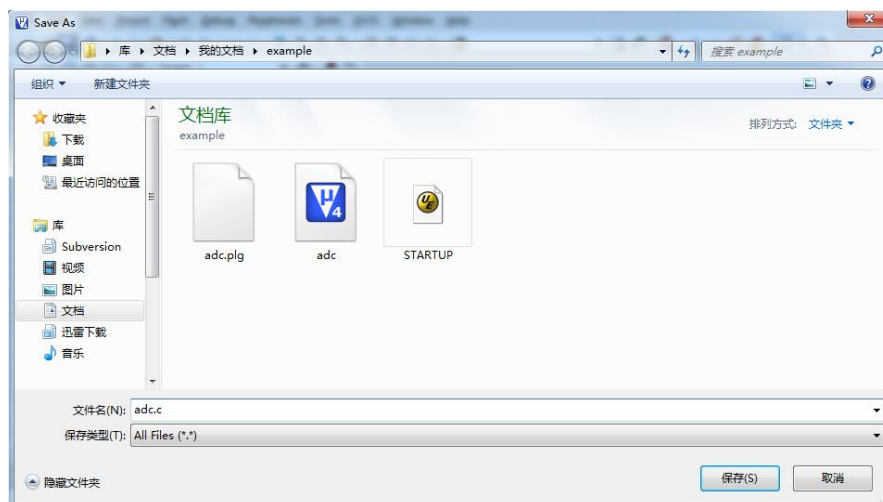 Save As
库 文档 我的文档 example
搜索 example
组织 新建文件夹
收藏夹
下载
桌面
最近访问的位置
库
Subversion
视频
图片
文档
迅雷下载
音乐
文档库
example
排列方式: 文件夹
adc.plg
adc
STARTUP
文件名(N): adc.c
保存类型(T): All Files (*.*)
隐藏文件夹
保存(S) 取消